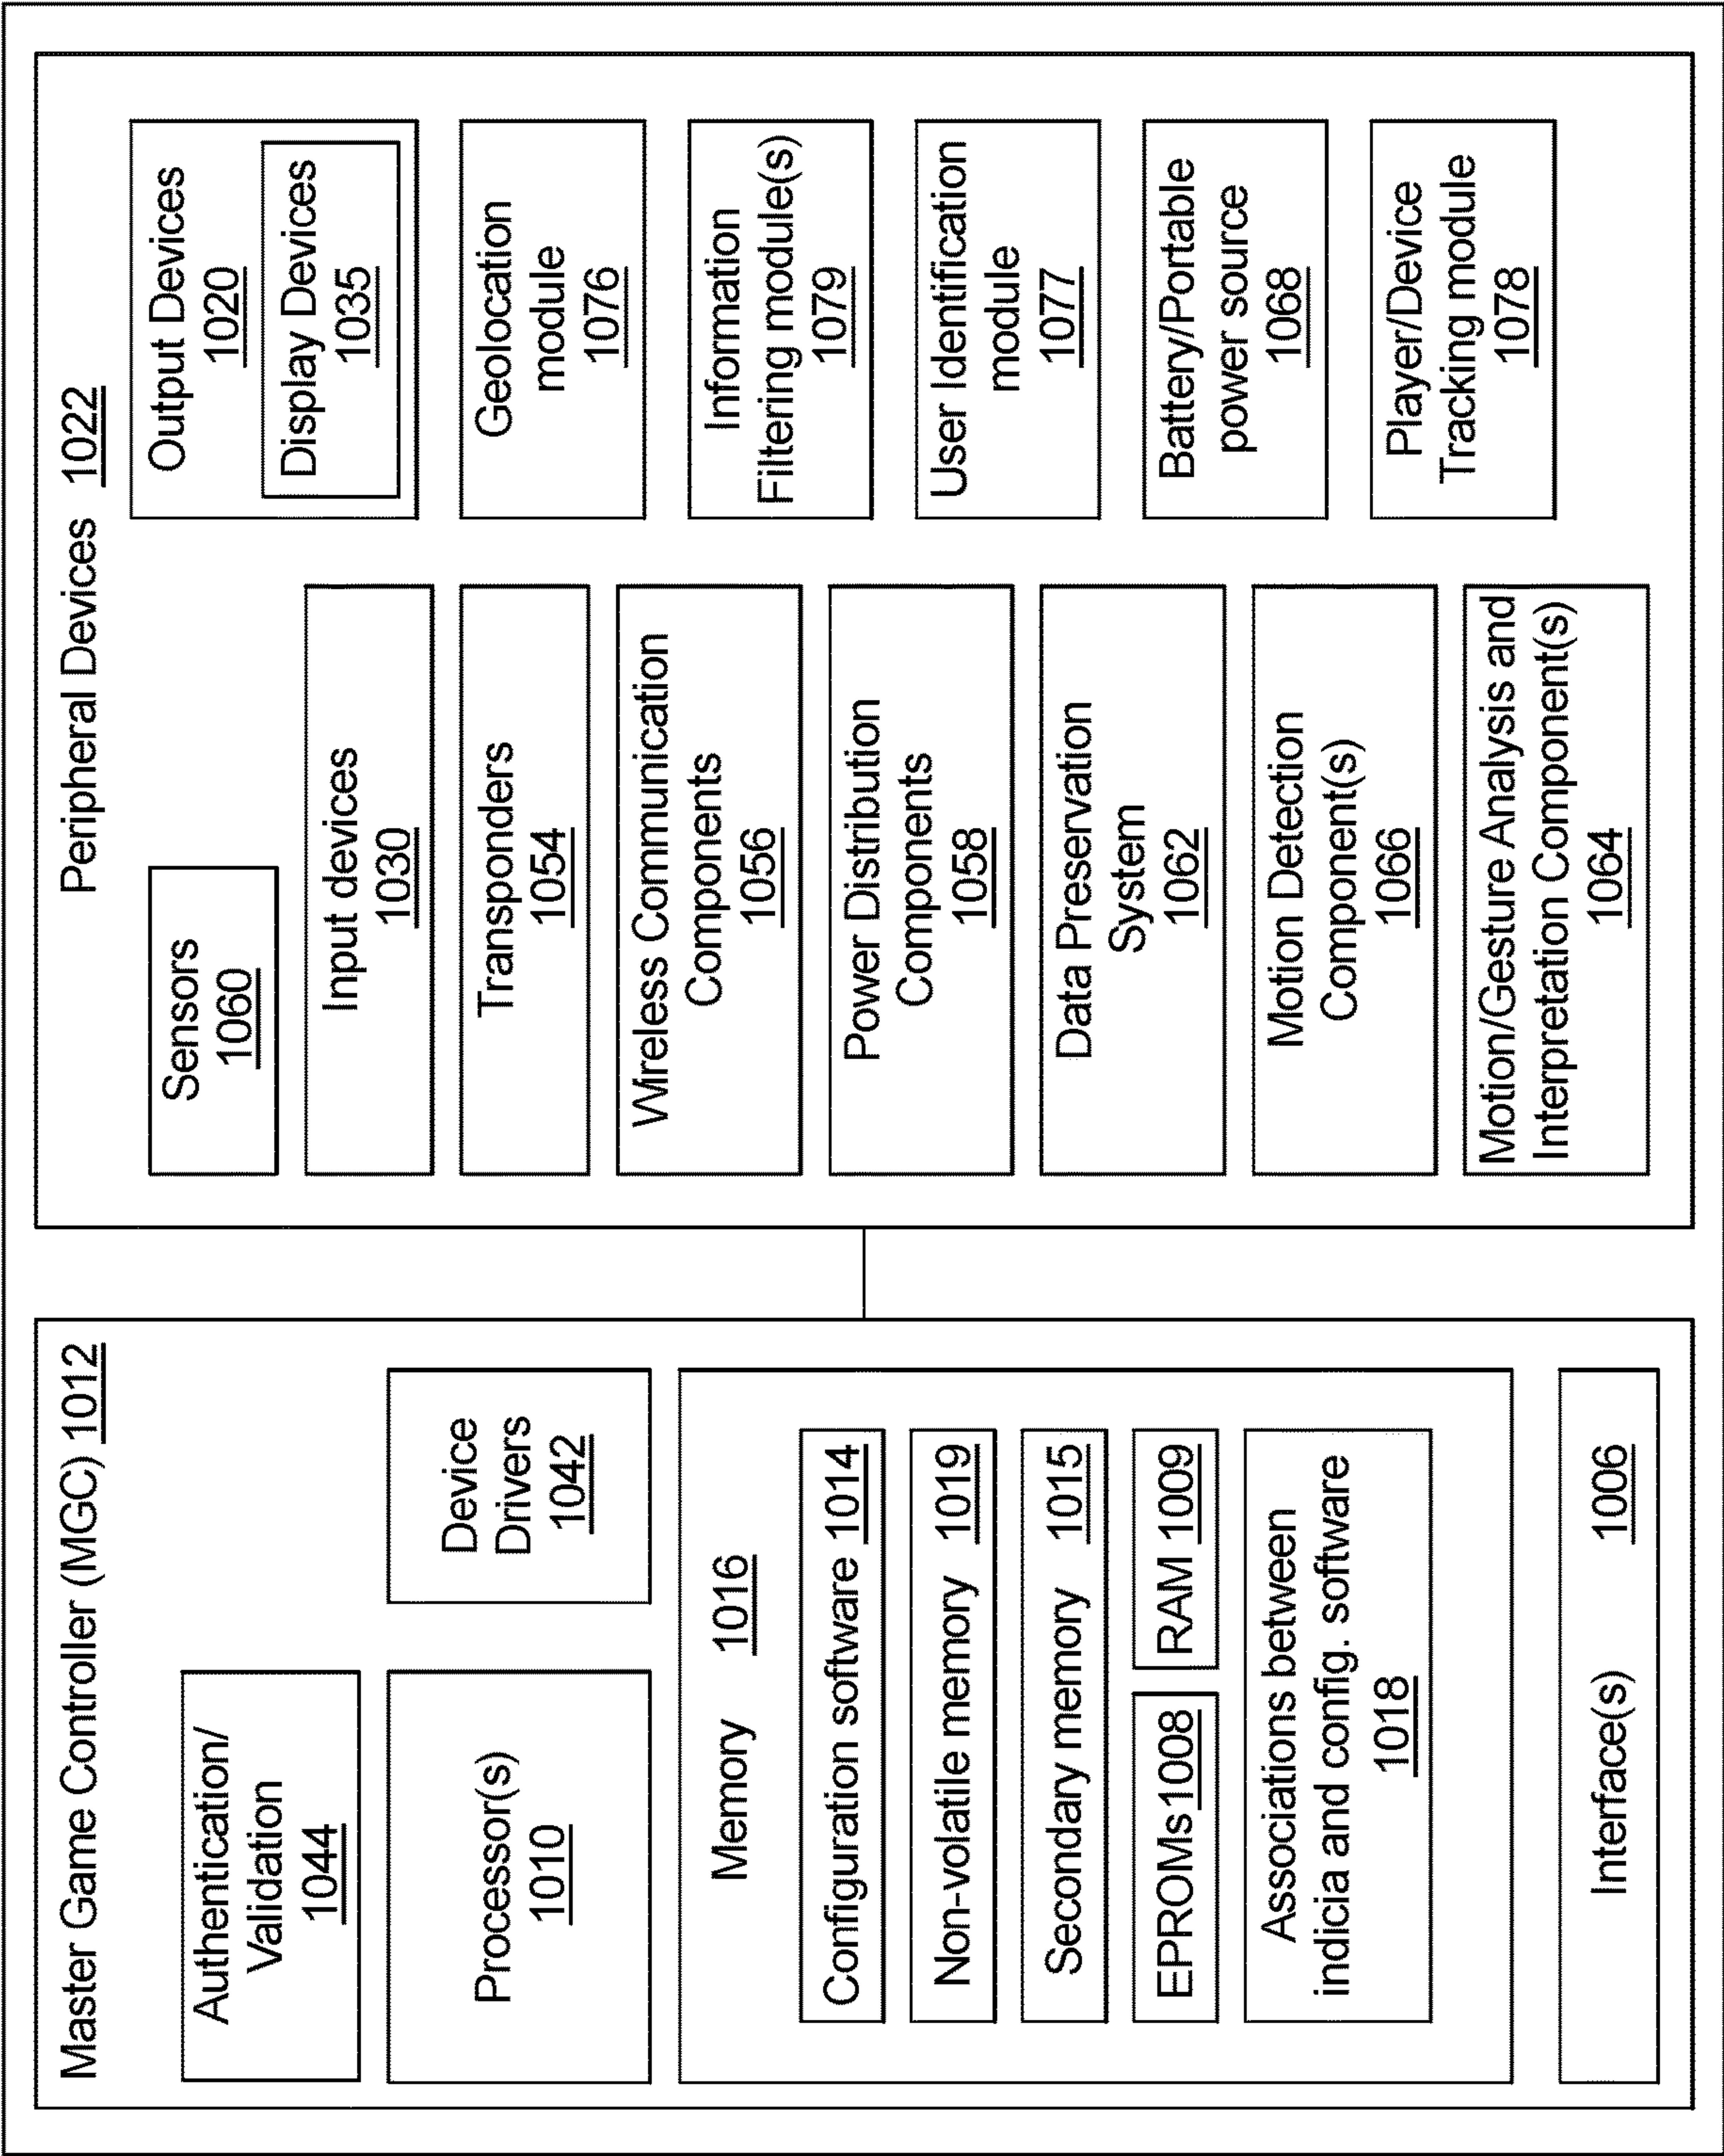 Master Game Controller (MGC) 1012
Authentication/
Validation
1044
Processor(s)
1010
Device
Drivers
1042
Memory 1016
Configuration software 1014
Non-volatile memory 1019
Secondary memory 1015
EPROMs1008
RAM 1009
Associations between
indicia and config. software
1018
Interface(s) 1006
Peripheral Devices 1022
Sensors
1060
Input devices
1030
Transponders
1054
Wireless Communication
Components
1056
Power Distribution
Components
1058
Data Preservation
System
1062
Motion Detection
Component(s)
1066
Motion/Gesture Analysis and
Interpretation Component(s)
1064
Output Devices
1020
Display Devices
1035
Geolocation
module
1076
Information
Filtering module(s)
1079
User Identification
module
1077
Battery/Portable
power source
1068
Player/Device
Tracking module
1078